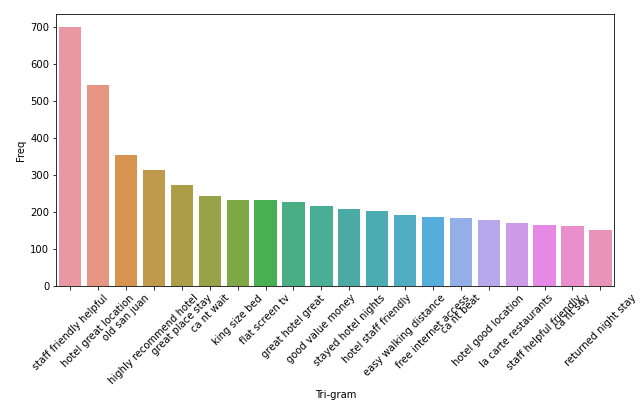 700
600
500
400
300
200
100
0
Freq
staff friendly helpful
hotel great location
old san juan
highly recommend hotel
great place stay
ca nt wait
king size bed
flat screen tv
great hotel great
good value money
stayed hotel nights
hotel staff friendly
easy walking distance
free internet access
ca nt beat
hotel good location
la carte restaurants
staff helpful friendly
ca nt say
returned night stay
Tri-gram